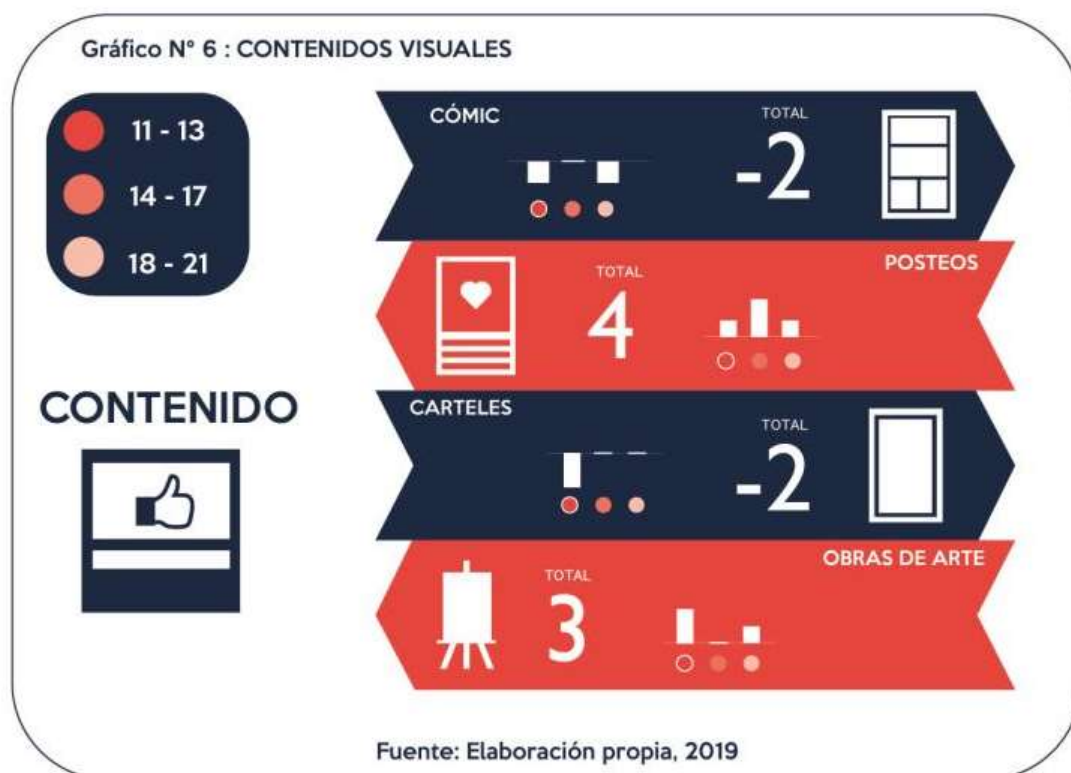 Gráfico N° 6 : CONTENIDOS VISUALES
11 - 13
14 - 17
18 - 21
CONTENIDO
CÓMIC
TOTAL
-2
POSTEOS
TOTAL
4
CARTELES
TOTAL
-2
OBRAS DE ARTE
TOTAL
3
Fuente: Elaboración propia, 2019